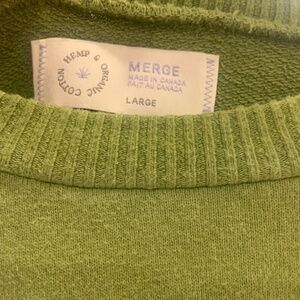 HEMP & ORGANIC COTTON
MERGE
MADE IN CANADA
FAIT AU CANADA
LARGE